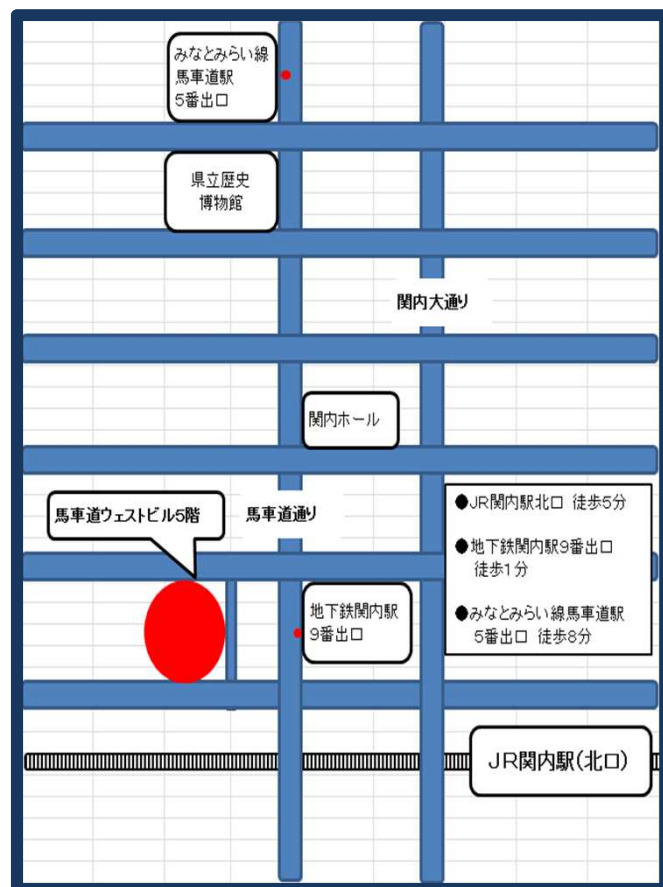 みなとみらい線
馬車道駅
5番出口
県立歴史
博物館
関内大通り
関内ホール
馬車道ウェストビル5階
馬車道通り
●JR関内駅北口 徒歩5分
●地下鉄関内駅9番出口
徒歩1分
●みなとみらい線馬車道駅
5番出口 徒歩8分
地下鉄関内駅
9番出口
JR関内駅(北口)